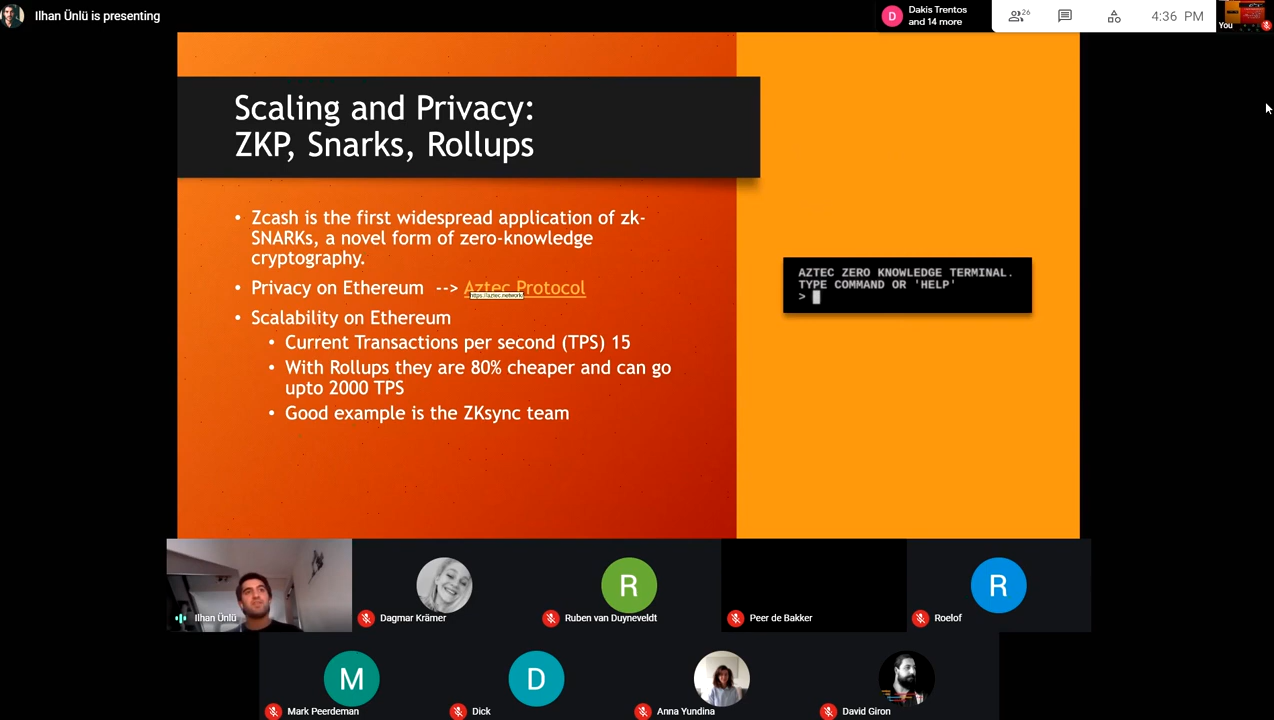 Ilhan Ünlü is presenting
D
Dakis Trentos
and 14 more
26
4:36 PM
You
Scaling and Privacy:
ZKP, Snarks, Rollups
• Zcash is the first widespread application of zk-
SNARKs, a novel form of zero-knowledge
cryptography.
• Privacy on Ethereum --> Aztec Protocol
https://aztec.network
• Scalability on Ethereum
• Current Transactions per second (TPS) 15
• With Rollups they are 80% cheaper and can go
upto 2000 TPS
• Good example is the ZKsync team
AZTEC ZERO KNOWLEDGE TERMINAL.
TYPE COMMAND OR 'HELP'
>
Ilhan Ünlü
Dagmar Krämer
R
Ruben van Duyneveldt
Peer de Bakker
R
Roelof
M
Mark Peerdeman
D
Dick
Anna Yundina
David Giron